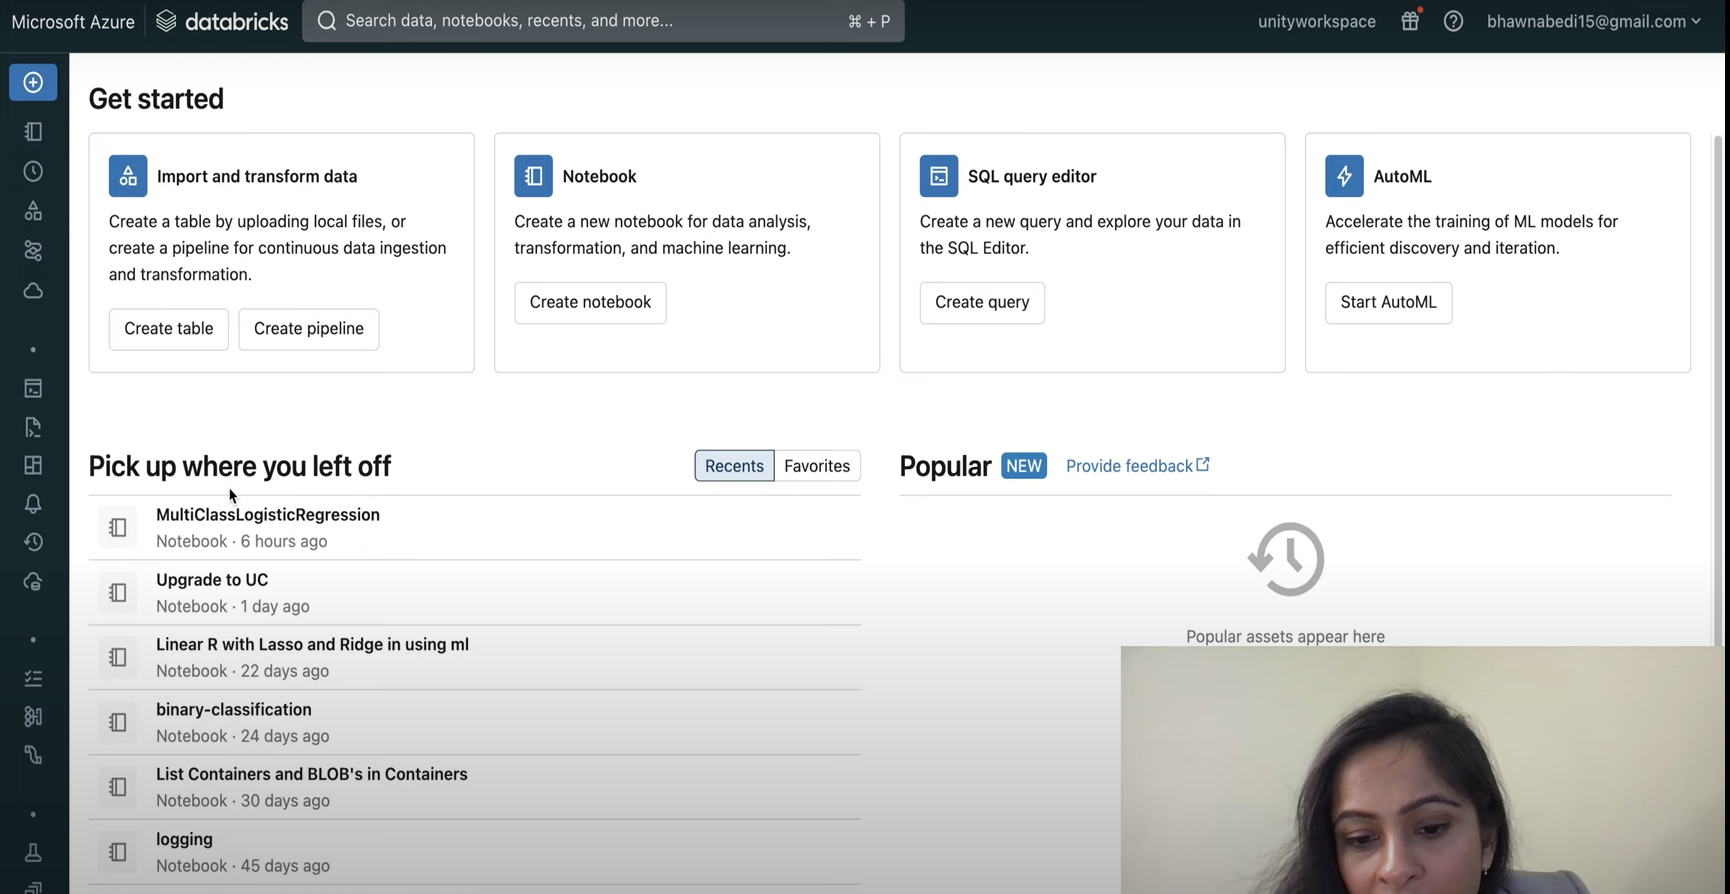 Microsoft Azure
databricks
Search data, notebooks, recents, and more...
⌘ + P
unityworkspace
bhawnabedi15@gmail.com
Get started
Import and transform data
Create a table by uploading local files, or
create a pipeline for continuous data ingestion
and transformation.
Create table
Create pipeline
Notebook
Create a new notebook for data analysis,
transformation, and machine learning.
Create notebook
SQL query editor
Create a new query and explore your data in
the SQL Editor.
Create query
AutoML
Accelerate the training of ML models for
efficient discovery and iteration.
Start AutoML
Pick up where you left off
Recents
Favorites
MultiClassLogisticRegression
Notebook · 6 hours ago
Upgrade to UC
Notebook · 1 day ago
Linear R with Lasso and Ridge in using ml
Notebook · 22 days ago
binary-classification
Notebook · 24 days ago
List Containers and BLOB's in Containers
Notebook · 30 days ago
logging
Notebook · 45 days ago
Popular
NEW
Provide feedback
Popular assets appear here